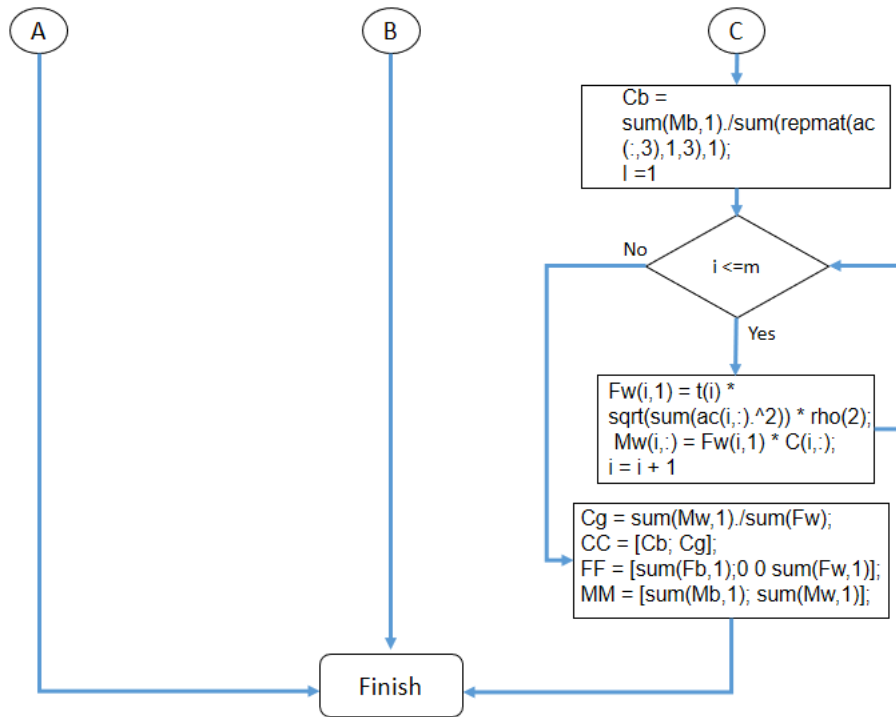 A
B
C
Cb =
sum(Mb,1)./sum(repmat(ac
(:,3),1,3),1);
I =1
No
i <=m
Yes
Fw(i,1) = t(i) *
sqrt(sum(ac(i,:).^2)) * rho(2);
Mw(i,:) = Fw(i,1) * C(i,:);
i = i + 1
Cg = sum(Mw,1)./sum(Fw);
CC = [Cb; Cg];
FF = [sum(Fb,1);0 0 sum(Fw,1)];
MM = [sum(Mb,1); sum(Mw,1)];
Finish